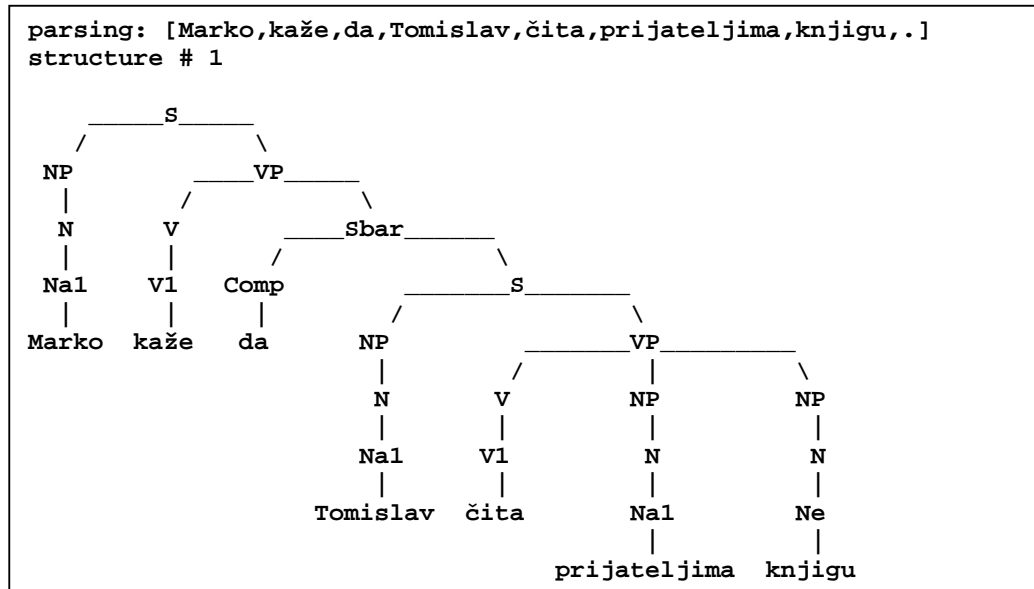 parsing: [Marko,kaže,da,Tomislav,čita,prijateljima,knjigu,.]
structure # 1
S
NP VP
N V Sbar
Na1 V1 Comp S
Marko kaže da NP VP
N V NP NP
Na1 V1 N N
Tomislav čita Na1 Ne
prijateljima knjigu